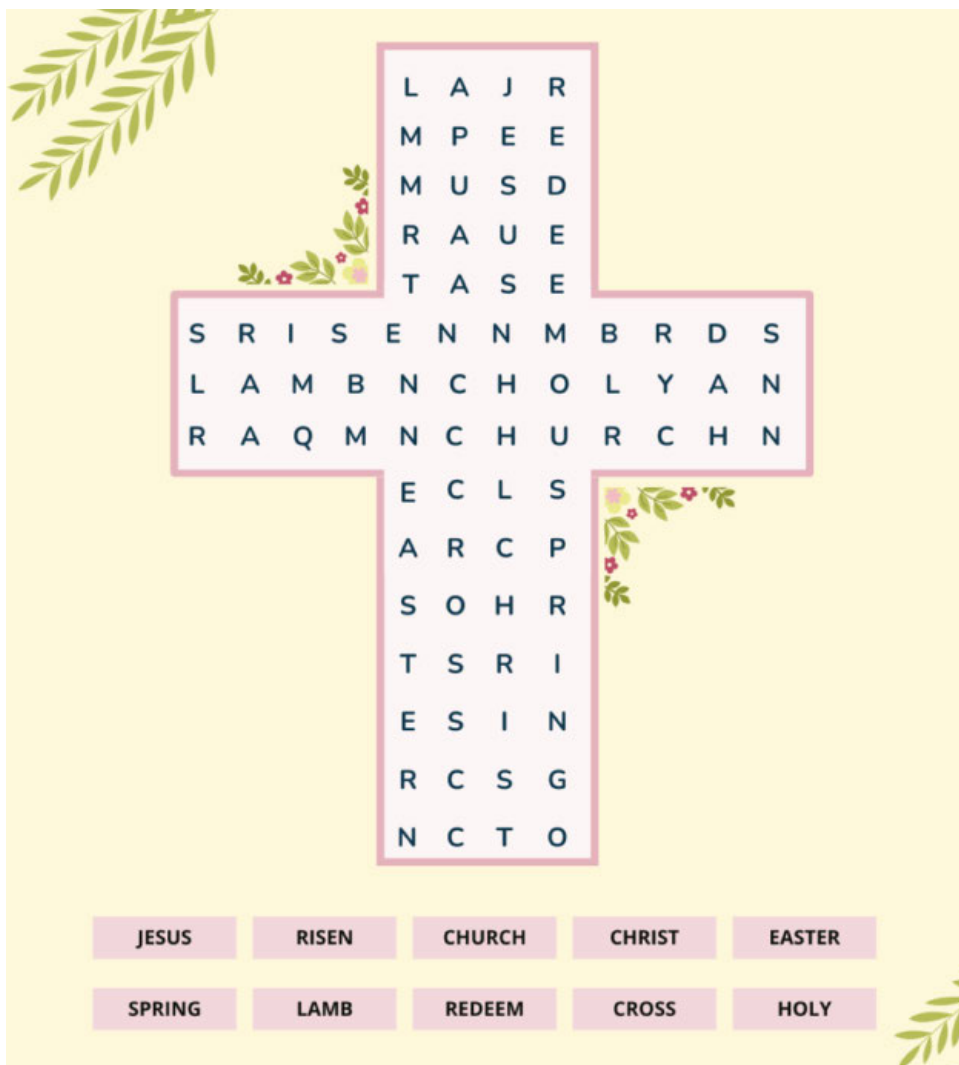 L A J R
M P E E
M U S D
R A U E
T A S E
S R I S E N N M B R D S
L A M B N C H O L Y A N
R A Q M N C H U R C H N
E C L S
A R C P
S O H R
T S R I
E S I N
R C S G
N C T O
JESUS RISEN CHURCH CHRIST EASTER
SPRING LAMB REDEEM CROSS HOLY